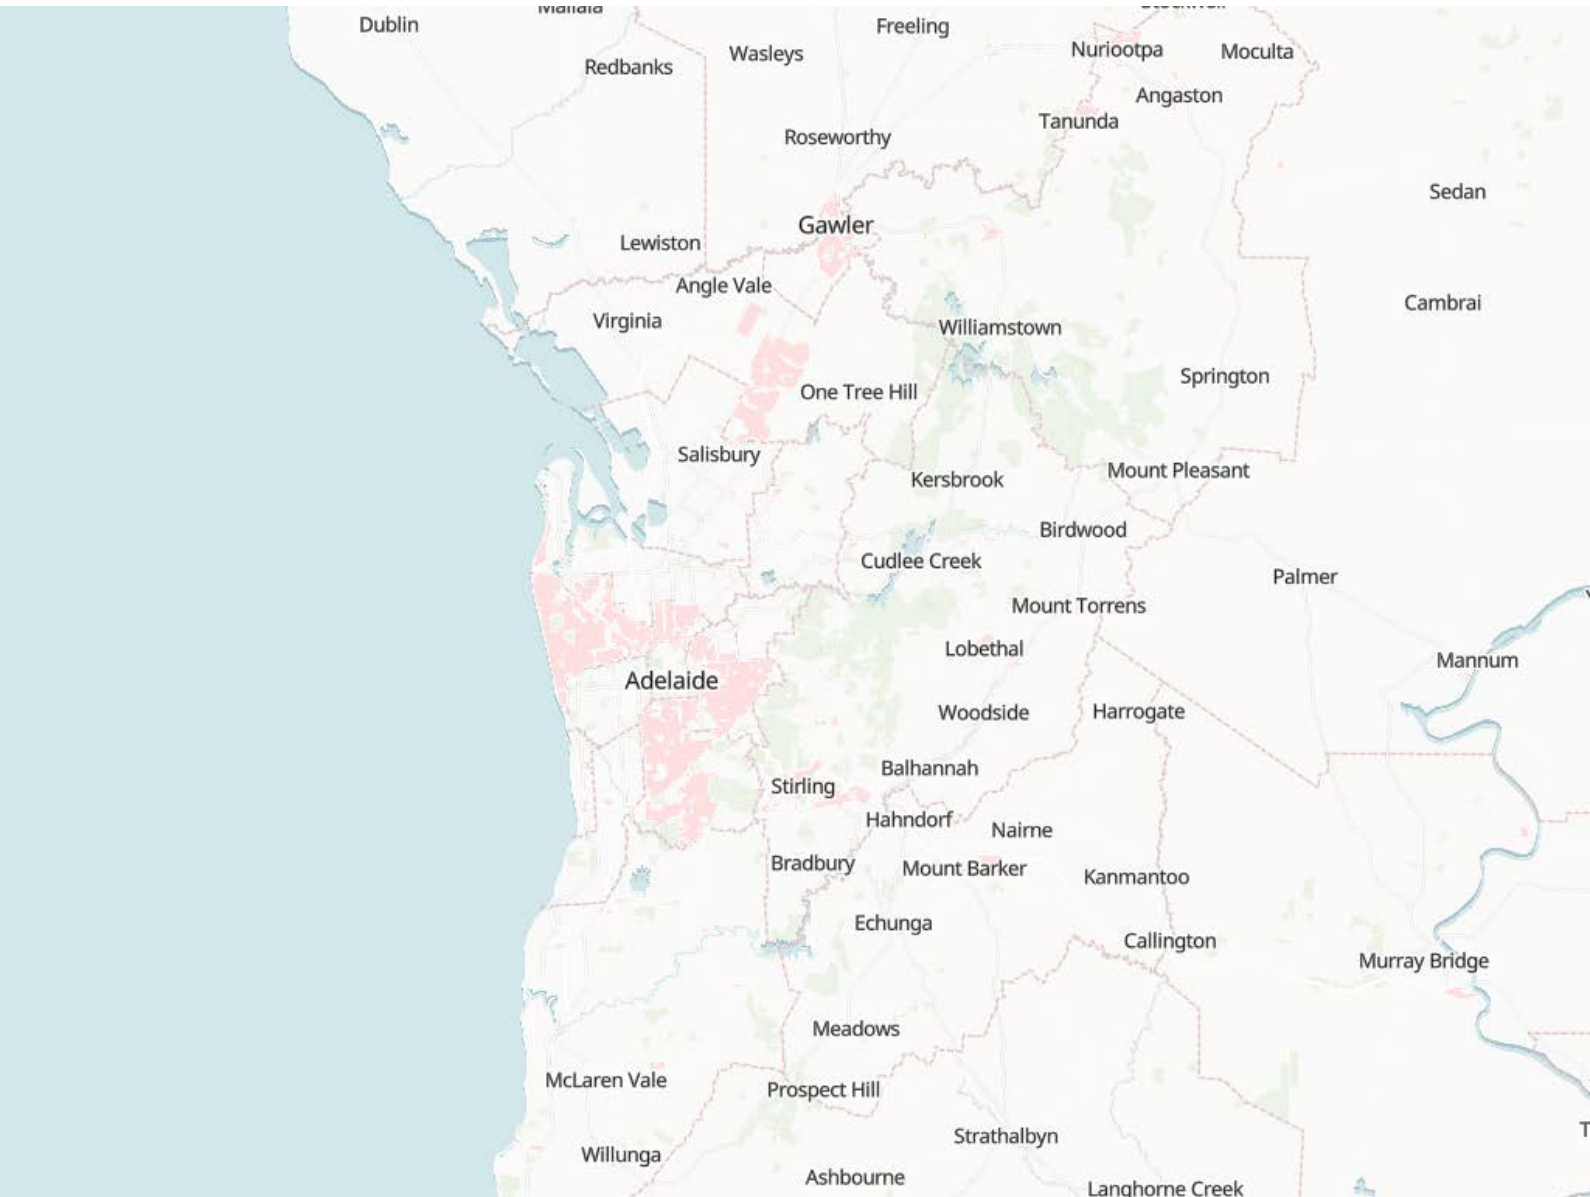 Dublin
Mallala
Freeling
Redbanks
Wasleys
Nuriootpa
Moculta
Angaston
Tanunda
Roseworthy
Sedan
Gawler
Lewiston
Angle Vale
Virginia
Cambrai
Williamstown
One Tree Hill
Springton
Salisbury
Kersbrook
Mount Pleasant
Birdwood
Cudlee Creek
Palmer
Mount Torrens
Lobethal
Mannum
Adelaide
Woodside
Harrogate
Balhannah
Stirling
Hahndorf
Nairne
Bradbury
Mount Barker
Kanmantoo
Echunga
Callington
Murray Bridge
Meadows
McLaren Vale
Prospect Hill
Strathalbyn
Willunga
Ashbourne
Langhorne Creek